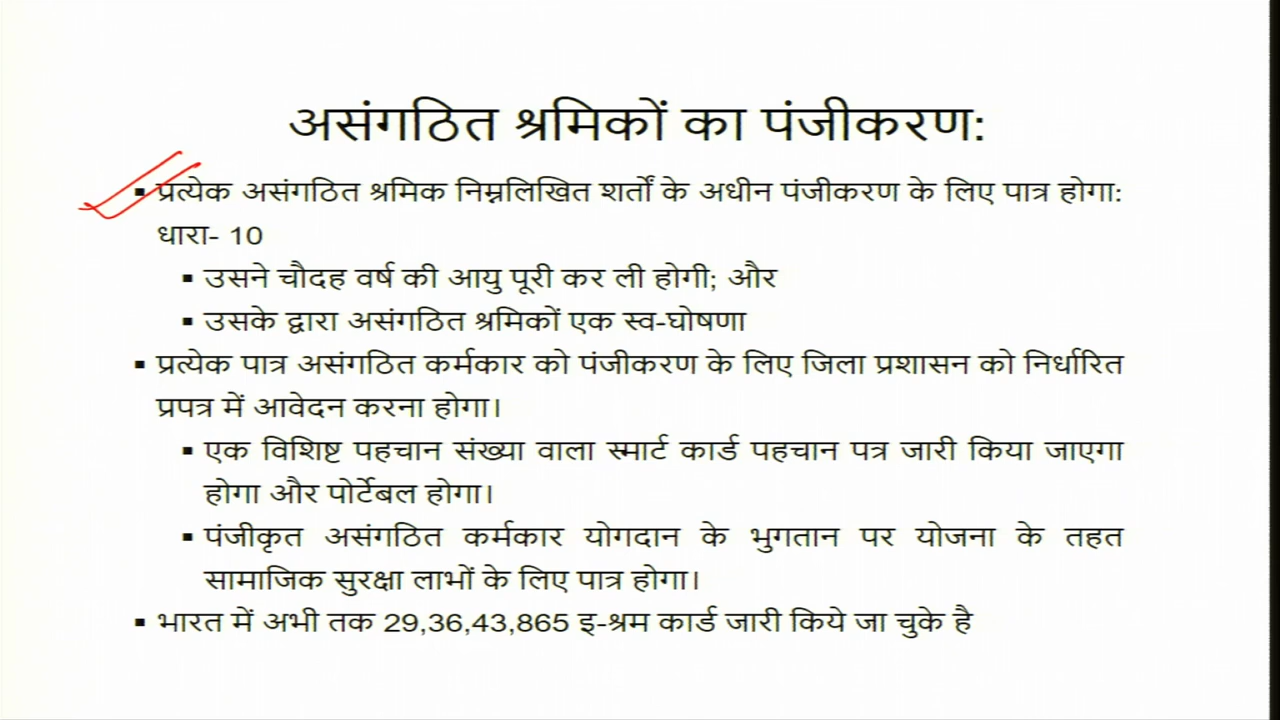 असंगठित श्रमिकों का पंजीकरण:
▪ प्रत्येक असंगठित श्रमिक निम्नलिखित शर्तों के अधीन पंजीकरण के लिए पात्र होगा:
धारा- 10
▪ उसने चौदह वर्ष की आयु पूरी कर ली होगी; और
▪ उसके द्वारा असंगठित श्रमिकों एक स्व-घोषणा
▪ प्रत्येक पात्र असंगठित कर्मकार को पंजीकरण के लिए जिला प्रशासन को निर्धारित
प्रपत्र में आवेदन करना होगा।
▪ एक विशिष्ट पहचान संख्या वाला स्मार्ट कार्ड पहचान पत्र जारी किया जाएगा
होगा और पोर्टेबल होगा।
▪ पंजीकृत असंगठित कर्मकार योगदान के भुगतान पर योजना के तहत
सामाजिक सुरक्षा लाभों के लिए पात्र होगा।
▪ भारत में अभी तक 29,36,43,865 इ-श्रम कार्ड जारी किये जा चुके है